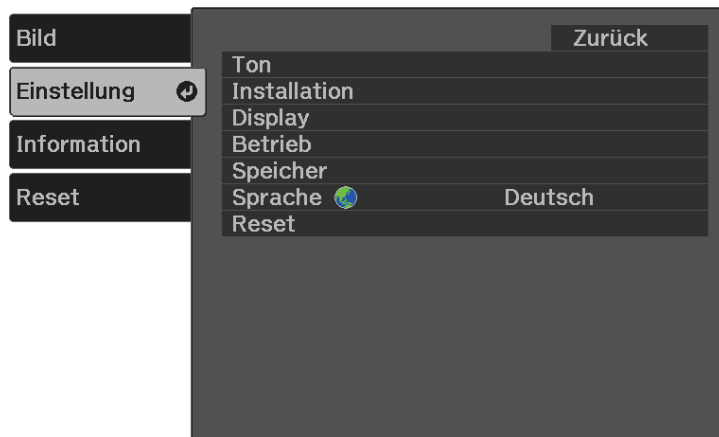 Bild
Einstellung
Information
Reset
Zurück
Ton
Installation
Display
Betrieb
Speicher
Sprache Deutsch
Reset